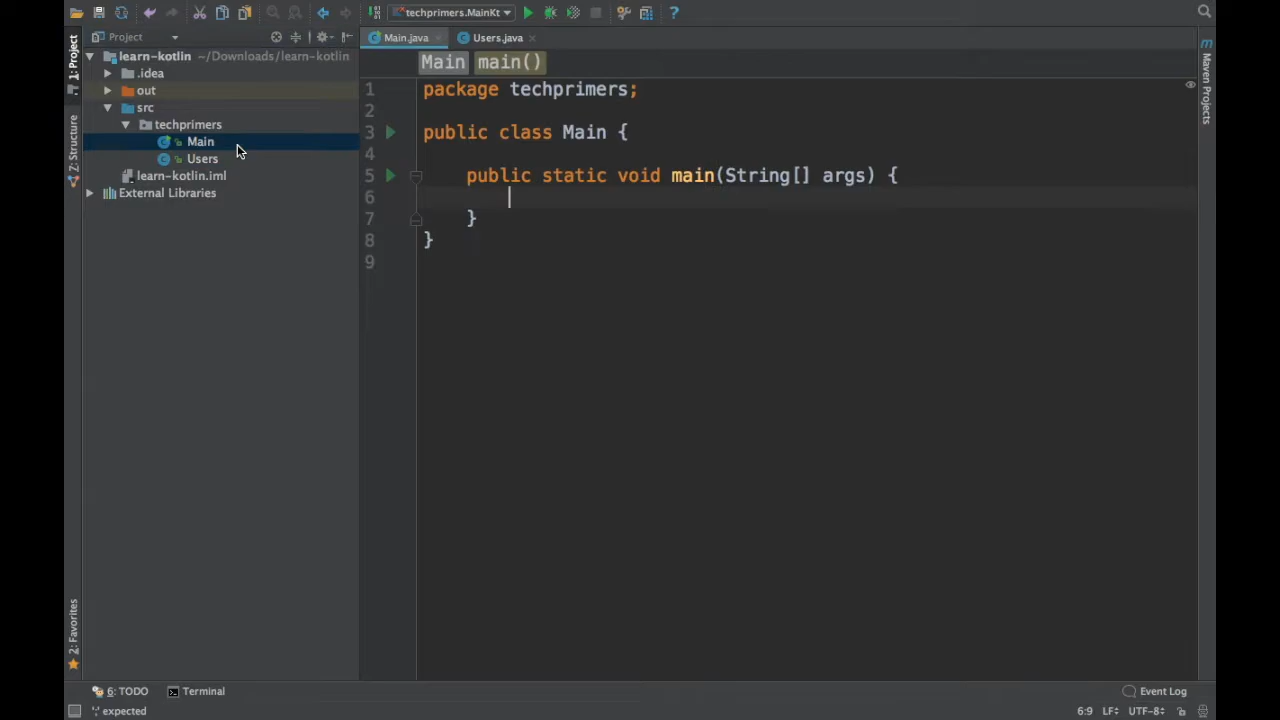 techprimers.MainKt
Project
Main.java
Users.java
1: Project
learn-kotlin ~/Downloads/learn-kotlin
.idea
out
src
techprimers
Main
Users
learn-kotlin.iml
External Libraries
Z: Structure
2: Favorites
Main main()
1 package techprimers;
2
3 public class Main {
4
5 public static void main(String[] args) {
6
7 }
8 }
9
m Maven Projects
6: TODO
Terminal
Event Log
expected
6:9 LF÷ UTF-8÷